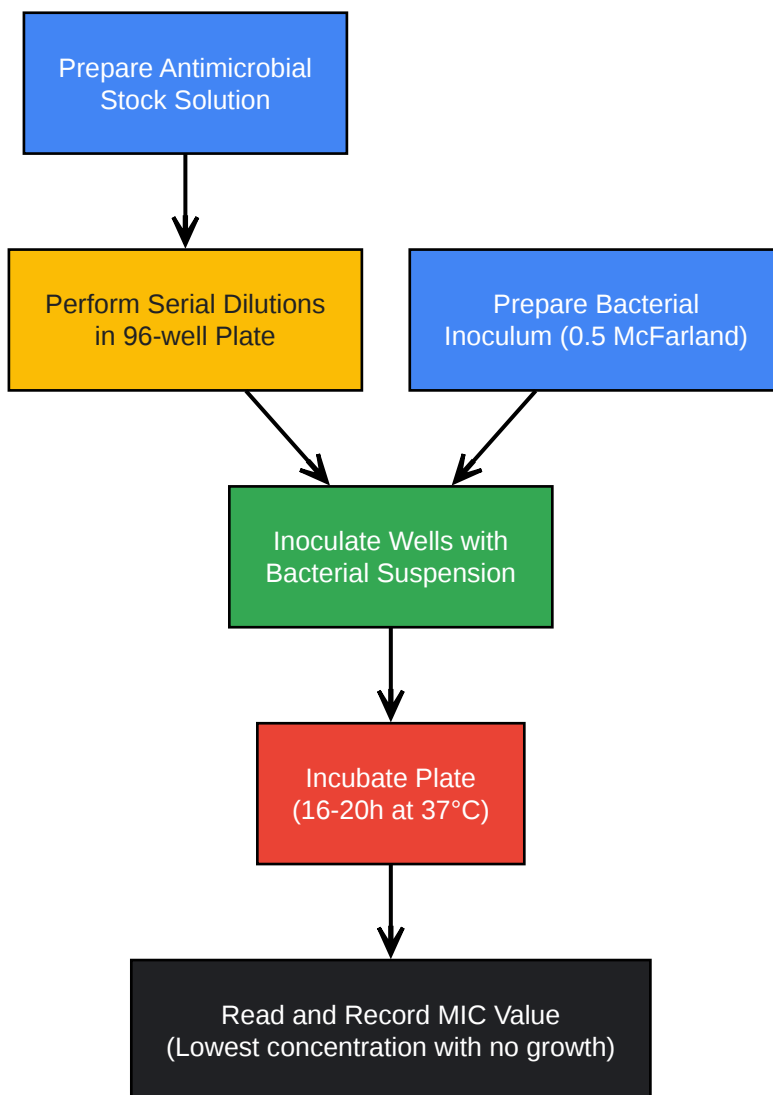 Prepare Antimicrobial
Stock Solution
Perform Serial Dilutions
in 96-well Plate
Prepare Bacterial
Inoculum (0.5 McFarland)
Inoculate Wells with
Bacterial Suspension
Incubate Plate
(16-20h at 37°C)
Read and Record MIC Value
(Lowest concentration with no growth)